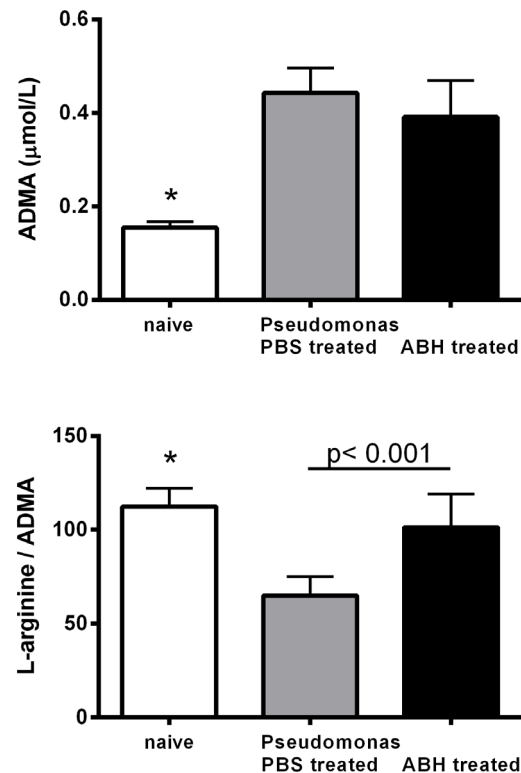 ADMA (μmol/L)
0.6
0.4
0.2
0.0
*
naive
Pseudomonas
PBS treated
ABH treated
L-arginine / ADMA
150
100
50
0
*
p< 0.001
naive
Pseudomonas
PBS treated
ABH treated